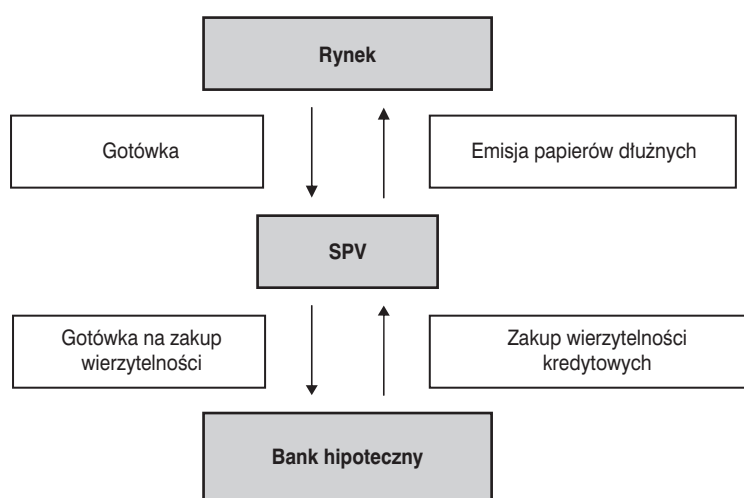 Rynek
Gotówka
Emisja papierów dłużnych
SPV
Gotówka na zakup
wierzytelności
Zakup wierzytelności
kredytowych
Bank hipoteczny